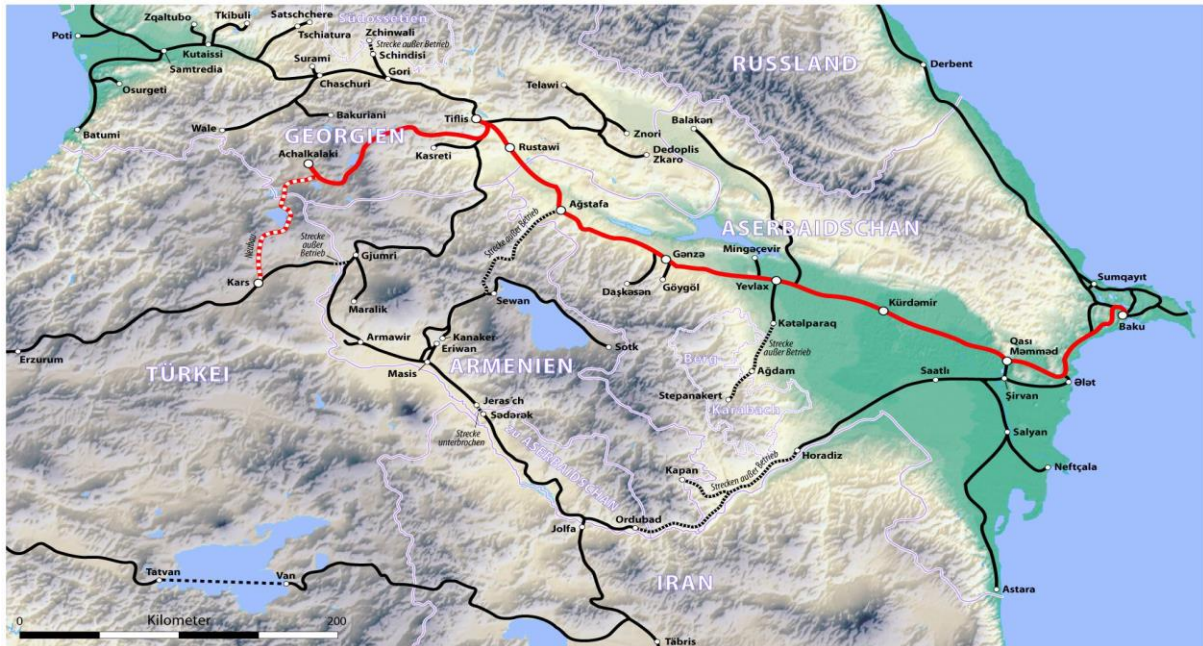 Zqaltubo
Tkibuli
Satschchere
Tschiatura
Südossetien
Zchinwali
Strecke außer Betrieb
Schindisi
Poti
Kutaissi
Samtredia
Surami
Chaschuri
Gori
Osurgeti
Bakuriani
Batumi
Wale
GEORGIEN
Tiflis
Telawi
Balakən
RUSSLAND
Derbent
Achalkalaki
Kasreti
Rustawi
Znori
Dedoplis
Zkaro
Neubau
Strecke
außer
Betrieb
Gjumri
Kars
Maralik
Strecke außer Betrieb
Ağstafa
ASERBAIDSCHAN
Mingəçevir
Gəncə
Daşkəsən
Göygöl
Yevlax
Sumqayıt
Sewan
Kürdəmir
Baku
Kətəlparaq
Erzurum
Armawir
Kanaker
Eriwan
Sotk
Strecke
außer Betrieb
Qası
Məmməd
TÜRKEI
ARMENIEN
Masis
Berg
Ağdam
Saatlı
Şirvan
Ələt
Stepanakert
Karabach
Jeras'ch
Sədərək
Strecke
unterbrochen
ASERBAIDSCHAN
Salyan
Horadiz
Neftçala
Kapan
Strecken außer Betrieb
Jolfa
Ordubad
IRAN
Tatvan
Van
Astara
Kilometer
0
200
Täbris